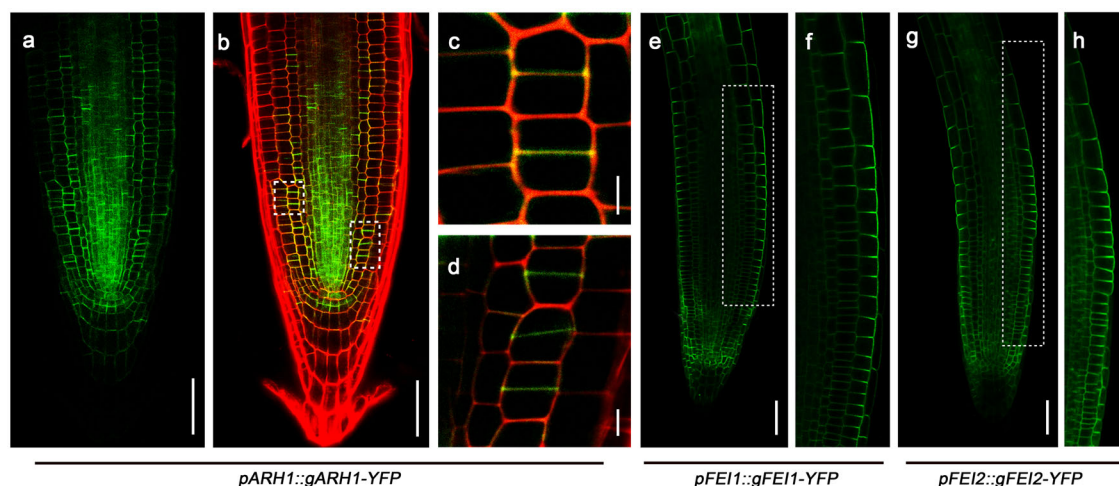 a
b
c
d
e
f
g
h
pARH1::gARH1-YFP
pFEI1::gFEI1-YFP
pFEI2::gFEI2-YFP